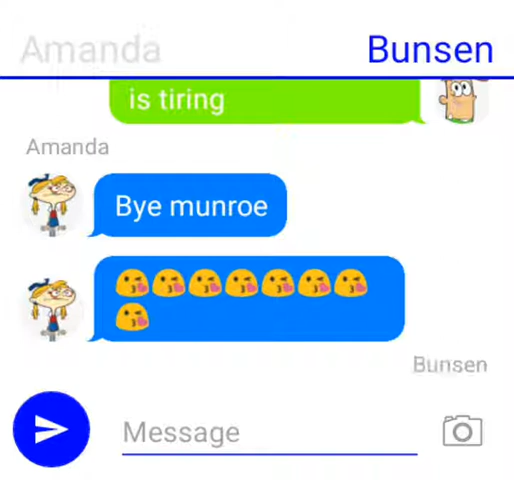 Amanda
Bunsen
is tiring
Amanda
Bye munroe
😘😘😘😘😘😘😘
😘
Bunsen
Message